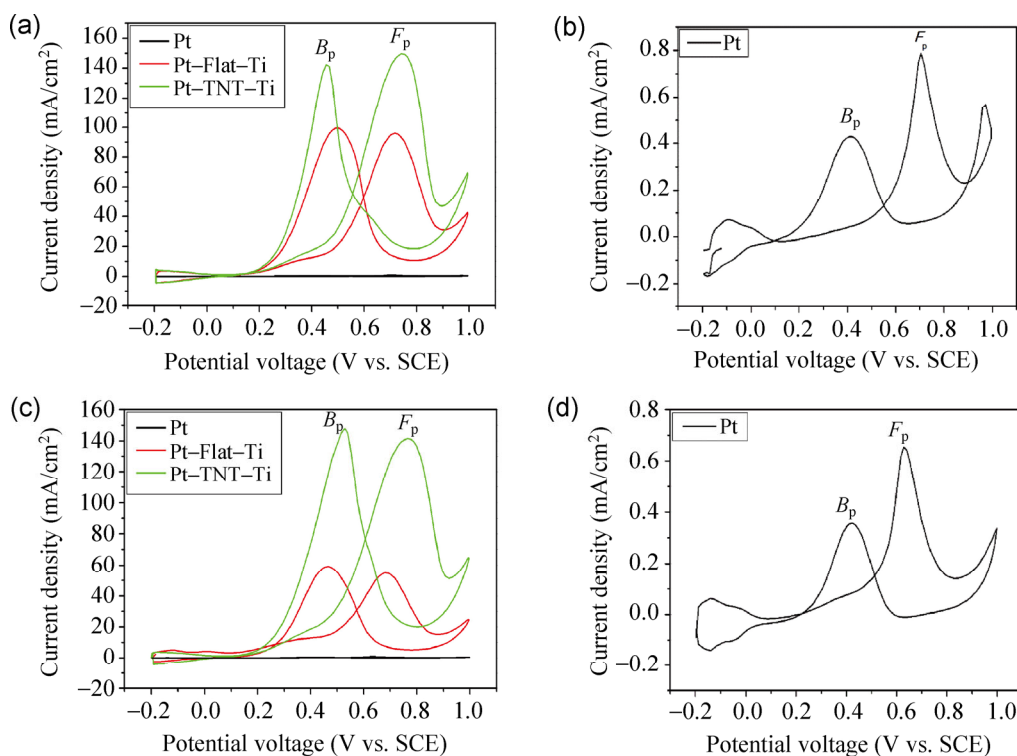 (a)
160
140
120
100
80
60
40
20
0
−20
Current density (mA/cm²)
Pt
Pt–Flat–Ti
Pt–TNT–Ti
Bp
Fp
−0.2 0.0 0.2 0.4 0.6 0.8 1.0
Potential voltage (V vs. SCE)
(b)
0.8
0.6
0.4
0.2
0.0
−0.2
Current density (mA/cm²)
Pt
Bp
Fp
−0.2 0.0 0.2 0.4 0.6 0.8 1.0
Potential voltage (V vs. SCE)
(c)
160
140
120
100
80
60
40
20
0
−20
Current density (mA/cm²)
Pt
Pt–Flat–Ti
Pt–TNT–Ti
Bp
Fp
−0.2 0.0 0.2 0.4 0.6 0.8 1.0
Potential voltage (V vs. SCE)
(d)
0.8
0.6
0.4
0.2
0.0
−0.2
Current density (mA/cm²)
Pt
Bp
Fp
−0.2 0.0 0.2 0.4 0.6 0.8 1.0
Potential voltage (V vs. SCE)